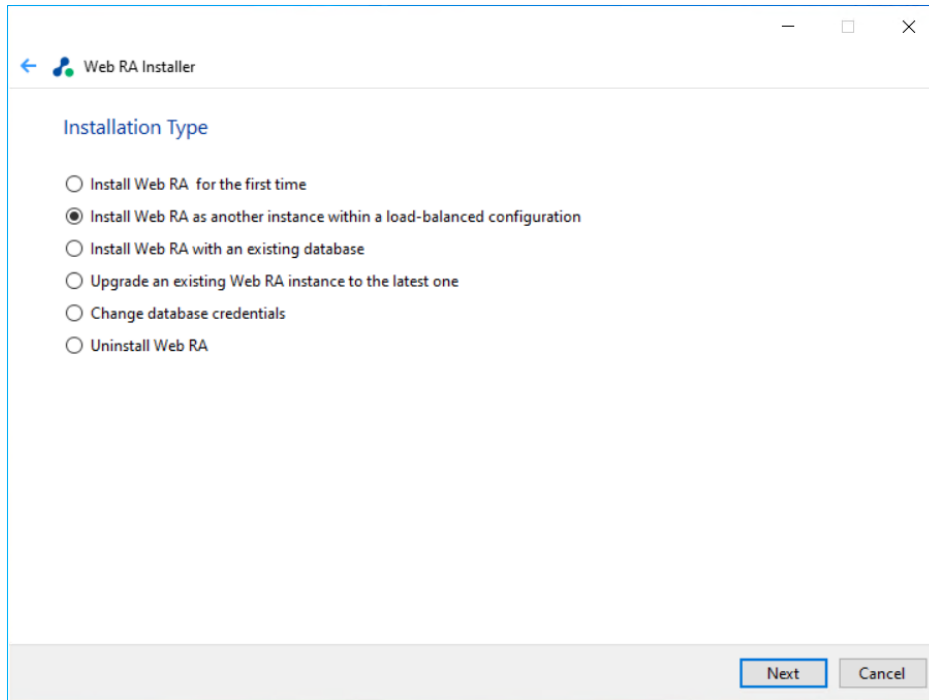 Web RA Installer
Installation Type
Install Web RA  for the first time
Install Web RA as another instance within a load-balanced configuration
Install Web RA with an existing database
Upgrade an existing Web RA instance to the latest one
Change database credentials
Uninstall Web RA
Next
Cancel